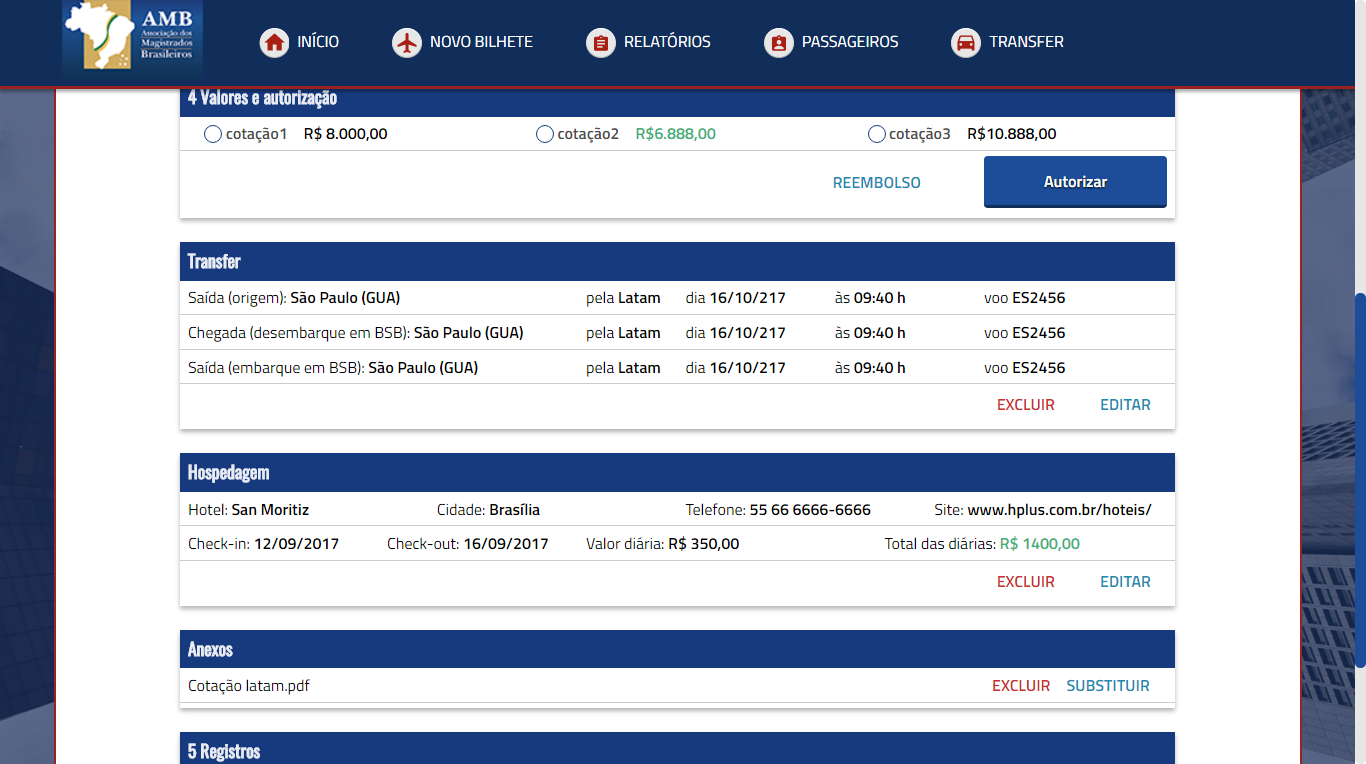 AMB
Associação dos
Magistrados
Brasileiros
INÍCIO NOVO BILHETE RELATÓRIOS PASSAGEIROS TRANSFER
4 Valores e autorização
cotação1 R$ 8.000,00 cotação2 R$6.888,00 cotação3 R$10.888,00
REEMBOLSO Autorizar
Transfer
Saída (origem): São Paulo (GUA) pela Latam dia 16/10/217 às 09:40 h voo ES2456
Chegada (desembarque em BSB): São Paulo (GUA) pela Latam dia 16/10/217 às 09:40 h voo ES2456
Saída (embarque em BSB): São Paulo (GUA) pela Latam dia 16/10/217 às 09:40 h voo ES2456
EXCLUIR EDITAR
Hospedagem
Hotel: San Moritiz Cidade: Brasília Telefone: 55 66 6666-6666 Site: www.hplus.com.br/hoteis/
Check-in: 12/09/2017 Check-out: 16/09/2017 Valor diária: R$ 350,00 Total das diárias: R$ 1400,00
EXCLUIR EDITAR
Anexos
Cotação latam.pdf EXCLUIR SUBSTITUIR
5 Registros